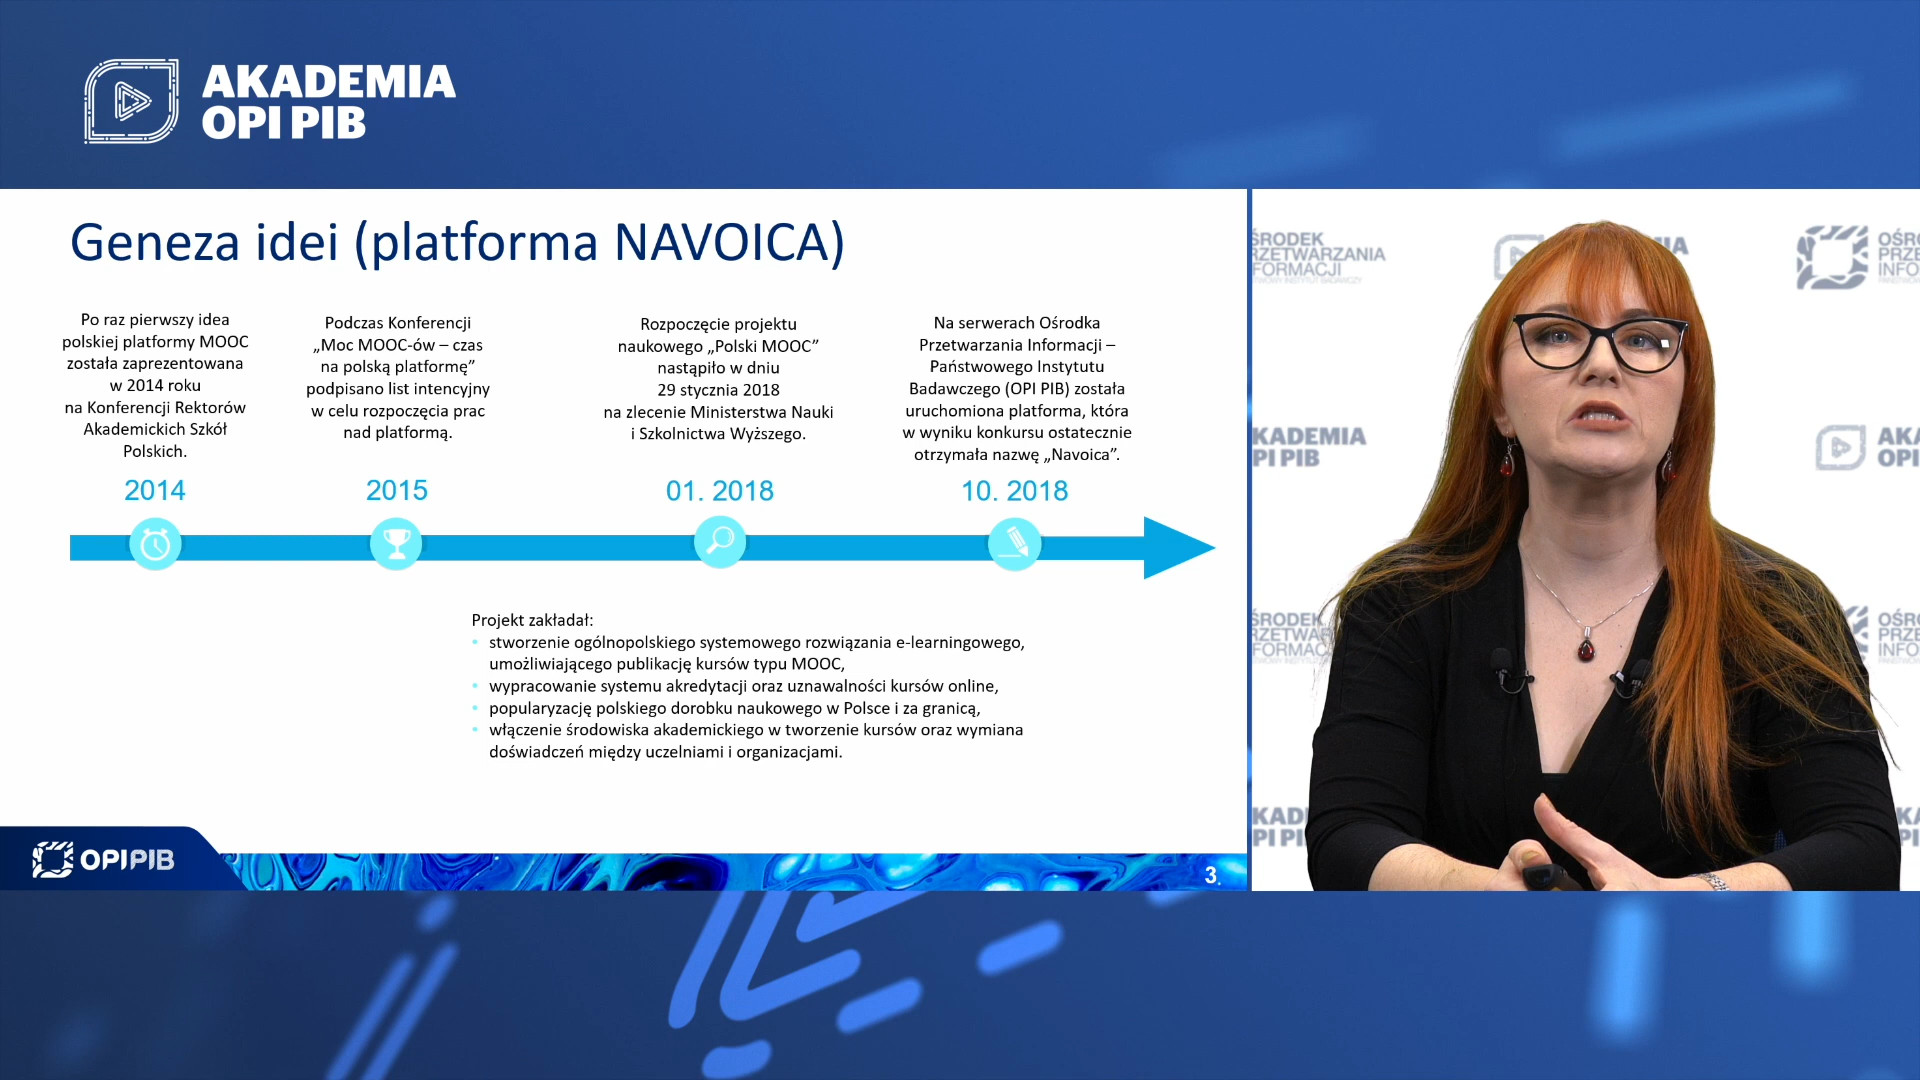 AKADEMIA
OPI PIB
Geneza idei (platforma NAVOICA)
Po raz pierwszy idea
polskiej platformy MOOC
została zaprezentowana
w 2014 roku
na Konferencji Rektorów
Akademickich Szkół
Polskich.
2014
Podczas Konferencji
„Moc MOOC-ów – czas
na polską platformę”
podpisano list intencyjny
w celu rozpoczęcia prac
nad platformą.
2015
Rozpoczęcie projektu
naukowego „Polski MOOC”
nastąpiło w dniu
29 stycznia 2018
na zlecenie Ministerstwa Nauki
i Szkolnictwa Wyższego.
01. 2018
Na serwerach Ośrodka
Przetwarzania Informacji –
Państwowego Instytutu
Badawczego (OPI PIB) została
uruchomiona platforma, która
w wyniku konkursu ostatecznie
otrzymała nazwę „Navoica”.
10. 2018
Projekt zakładał:
• stworzenie ogólnopolskiego systemowego rozwiązania e-learningowego,
umożliwiającego publikację kursów typu MOOC,
• wypracowanie systemu akredytacji oraz uznawalności kursów online,
• popularyzację polskiego dorobku naukowego w Polsce i za granicą,
• włączenie środowiska akademickiego w tworzenie kursów oraz wymiana
doświadczeń między uczelniami i organizacjami.
OPIPIB
3